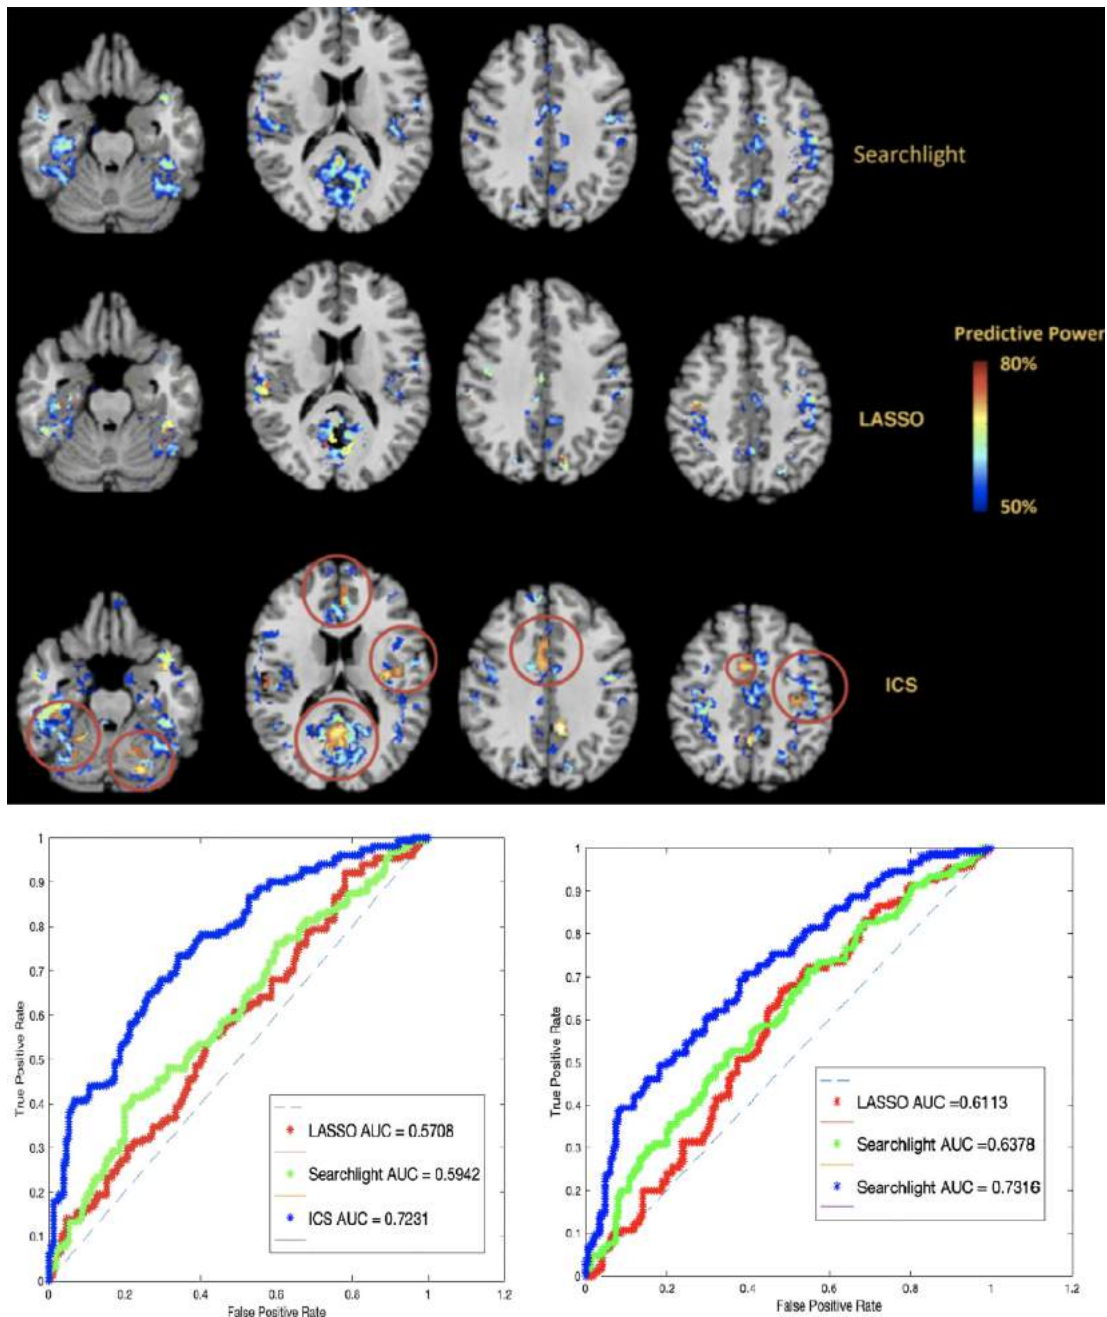 Searchlight
Predictive Power
80%
LASSO
50%
ICS
True Positive Rate
1
0.9
0.8
0.7
0.6
0.5
0.4
0.3
0.2
0.1
0
LASSO AUC = 0.5708
Searchlight AUC = 0.5942
ICS AUC = 0.7231
0 0.2 0.4 0.6 0.8 1 1.2
False Positive Rate
True Positive Rate
1
0.9
0.8
0.7
0.6
0.5
0.4
0.3
0.2
0.1
0
LASSO AUC =0.6113
Searchlight AUC =0.6378
Searchlight AUC =0.7316
0 0.2 0.4 0.6 0.8 1 1.2
False Positive Rate